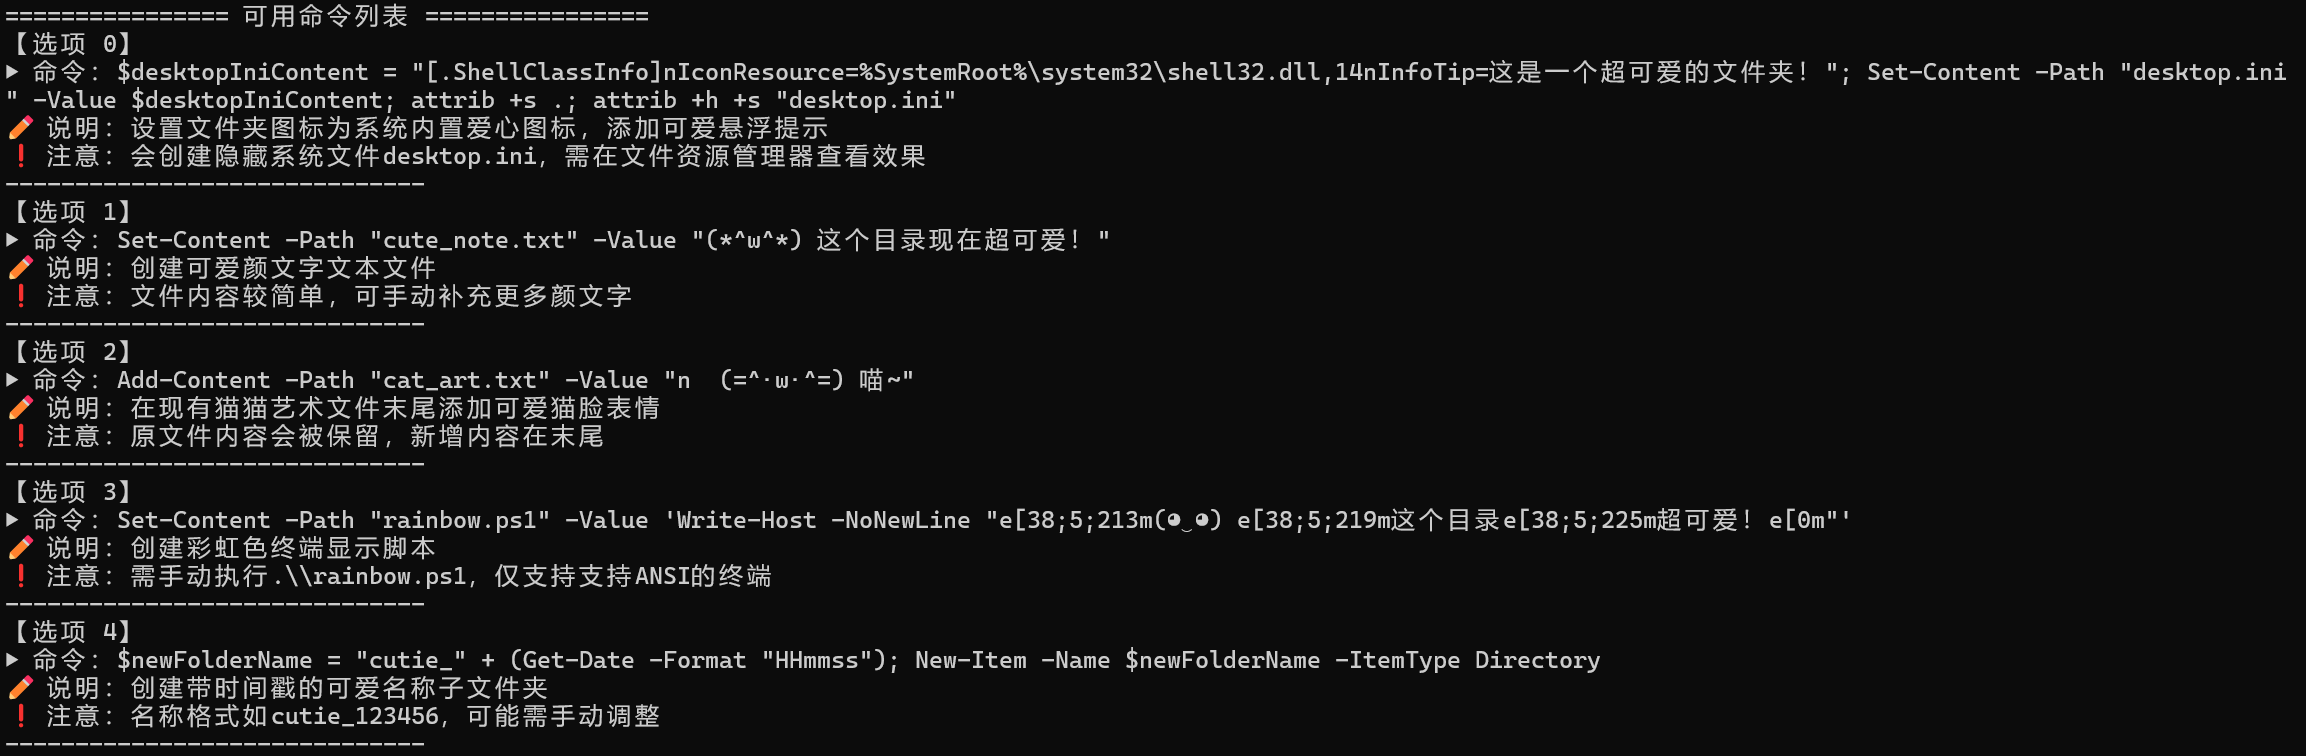 ================ 可用命令列表 ================
【选项 0】
▶ 命令：$desktopIniContent = "[.ShellClassInfo]nIconResource=%SystemRoot%\system32\shell32.dll,14nInfoTip=这是一个超可爱的文件夹！"; Set-Content -Path "desktop.ini
" -Value $desktopIniContent; attrib +s .; attrib +h +s "desktop.ini"
✏️ 说明：设置文件夹图标为系统内置爱心图标，添加可爱悬浮提示
❗ 注意：会创建隐藏系统文件desktop.ini，需在文件资源管理器查看效果
------------------------------
【选项 1】
▶ 命令：Set-Content -Path "cute_note.txt" -Value "(*^ω^*) 这个目录现在超可爱！"
✏️ 说明：创建可爱颜文字文本文件
❗ 注意：文件内容较简单，可手动补充更多颜文字
------------------------------
【选项 2】
▶ 命令：Add-Content -Path "cat_art.txt" -Value "n  (=^･ω･^=) 喵~"
✏️ 说明：在现有猫猫艺术文件末尾添加可爱猫脸表情
❗ 注意：原文件内容会被保留，新增内容在末尾
------------------------------
【选项 3】
▶ 命令：Set-Content -Path "rainbow.ps1" -Value 'Write-Host -NoNewLine "e[38;5;213m(◕‿◕) e[38;5;219m这个目录e[38;5;225m超可爱！e[0m"'
✏️ 说明：创建彩虹色终端显示脚本
❗ 注意：需手动执行.\\rainbow.ps1，仅支持支持ANSI的终端
------------------------------
【选项 4】
▶ 命令：$newFolderName = "cutie_" + (Get-Date -Format "HHmmss"); New-Item -Name $newFolderName -ItemType Directory
✏️ 说明：创建带时间戳的可爱名称子文件夹
❗ 注意：名称格式如cutie_123456，可能需手动调整
------------------------------